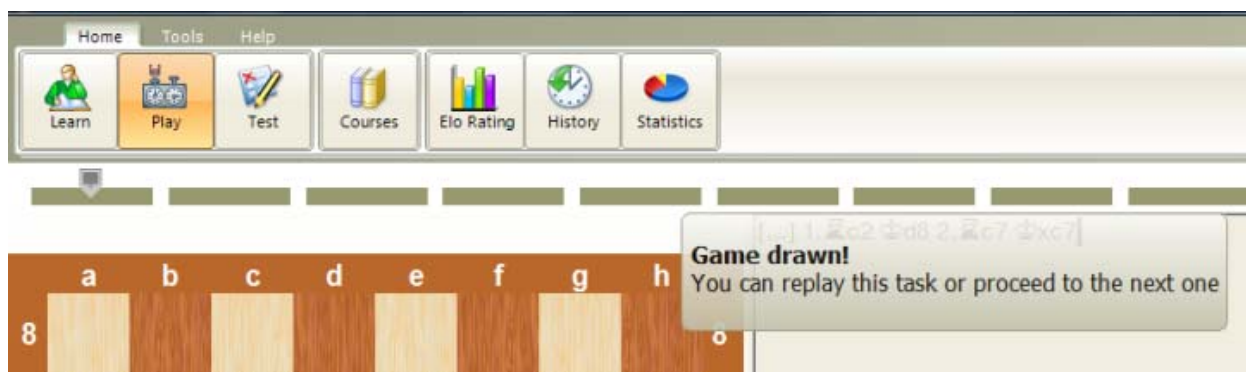 Home Tools Help
Learn Play Test Courses Elo Rating History Statistics
[...] 1. ♖c2 ♔d8 2. ♖c7 ♔xc7
Game drawn!
You can replay this task or proceed to the next one
a b c d e f g h
8 8